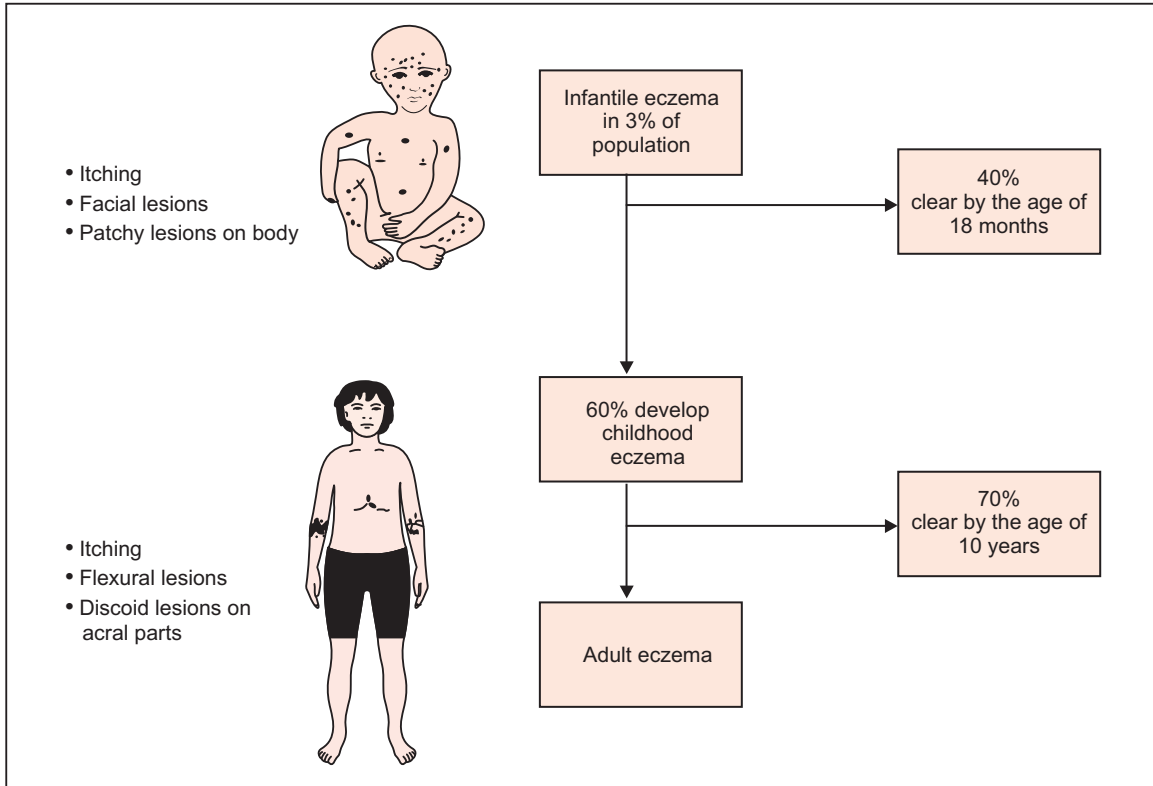 • Itching
• Facial lesions
• Patchy lesions on body
Infantile eczema
in 3% of
population
40%
clear by the age of
18 months
• Itching
• Flexural lesions
• Discoid lesions on
acral parts
60% develop
childhood
eczema
70%
clear by the age of
10 years
Adult eczema